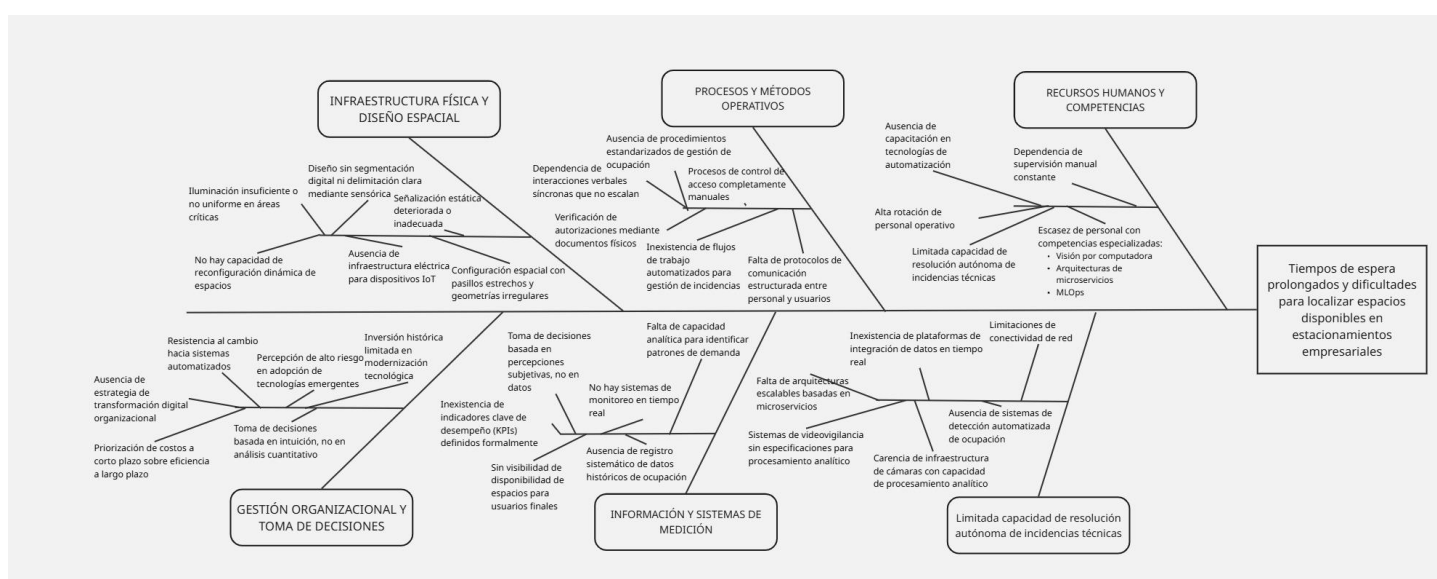 INFRAESTRUCTURA FÍSICA Y
DISEÑO ESPACIAL
PROCESOS Y MÉTODOS
OPERATIVOS
RECURSOS HUMANOS Y
COMPETENCIAS
Iluminación insuficiente o
no uniforme en áreas
críticas
Diseño sin segmentación
digital ni delimitación clara
mediante sensórica
Señalización estática
deteriorada o
inadecuada
No hay capacidad de
reconfiguración dinámica de
espacios
Ausencia de
infraestructura eléctrica
para dispositivos IoT
Configuración espacial con
pasillos estrechos y
geometrías irregulares
Ausencia de procedimientos
estandarizados de gestión de
ocupación
Dependencia de
interacciones verbales
síncronas que no escalan
Procesos de control de
acceso completamente
manuales
Verificación de
autorizaciones mediante
documentos físicos
Inexistencia de flujos
de trabajo
automatizados para
gestión de incidencias
Falta de protocolos de
comunicación
estructurada entre
personal y usuarios
Ausencia de
capacitación en
tecnologías de
automatización
Dependencia de
supervisión manual
constante
Alta rotación de
personal operativo
Limitada capacidad de
resolución autónoma de
incidencias técnicas
Escasez de personal con
competencias especializadas:
• Visión por computadora
• Arquitecturas de
microservicios
• MLOps
Tiempos de espera
prolongados y dificultades
para localizar espacios
disponibles en
estacionamientos
empresariales
Resistencia al cambio
hacia sistemas
automatizados
Percepción de alto riesgo
en adopción de
tecnologías emergentes
Inversión histórica
limitada en
modernización
tecnológica
Ausencia de
estrategia de
transformación digital
organizacional
Priorización de costos a
corto plazo sobre eficiencia
a largo plazo
Toma de decisiones
basada en intuición, no en
análisis cuantitativo
Toma de decisiones
basada en
percepciones
subjetivas, no en
datos
Falta de capacidad
analítica para identificar
patrones de demanda
No hay sistemas de
monitoreo en tiempo
real
Inexistencia de
indicadores clave de
desempeño (KPIs)
definidos formalmente
Sin visibilidad de
disponibilidad de
espacios para
usuarios finales
Ausencia de registro
sistemático de datos
históricos de ocupación
Inexistencia de plataformas de
integración de datos en tiempo
real
Limitaciones de
conectividad de red
Falta de arquitecturas
escalables basadas en
microservicios
Sistemas de videovigilancia
sin especificaciones para
procesamiento analítico
Carencia de infraestructura
de cámaras con capacidad
de procesamiento analítico
Ausencia de sistemas de
detección automatizada
de ocupación
GESTIÓN ORGANIZACIONAL Y
TOMA DE DECISIONES
INFORMACIÓN Y SISTEMAS DE
MEDICIÓN
Limitada capacidad de resolución
autónoma de incidencias técnicas